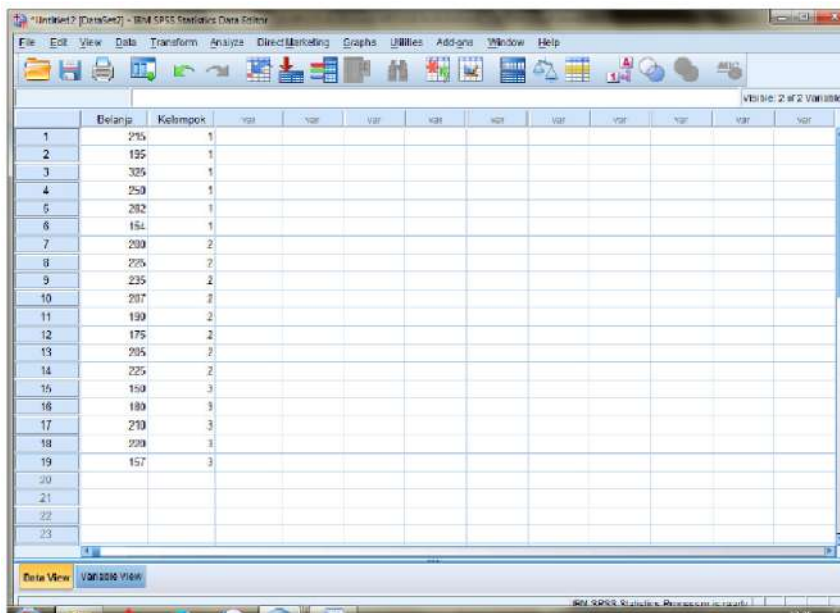 *Untitled2 [DataSet2] - IBM SPSS Statistics Data Editor
File Edit View Data Transform Analyze Direct Marketing Graphs Utilities Add-ons Window Help
Visible: 2 of 2 Variable
Belanja Kelompok var var var var var var var var var
1 215 1
2 195 1
3 325 1
4 250 1
5 1
6 154 1
7 2
8 225 2
9 235 2
10 2
11 190 2
12 175 2
13 2
14 225 2
15 150 3
16 180 3
17 210 3
18 220 3
19 157 3
20
21
22
23
Data View Variable View
IBM SPSS Statistics Processor is ready